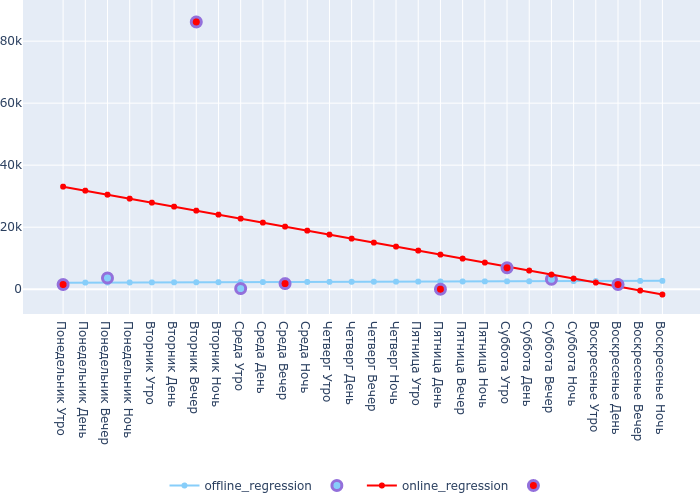 80k
60k
40k
20k
0
Понедельник Утро
Понедельник День
Понедельник Вечер
Понедельник Ночь
Вторник Утро
Вторник День
Вторник Вечер
Вторник Ночь
Среда Утро
Среда День
Среда Вечер
Среда Ночь
Четверг Утро
Четверг День
Четверг Вечер
Четверг Ночь
Пятница Утро
Пятница День
Пятница Вечер
Пятница Ночь
Суббота Утро
Суббота День
Суббота Вечер
Суббота Ночь
Воскресенье Утро
Воскресенье День
Воскресенье Вечер
Воскресенье Ночь
offline_regression
online_regression